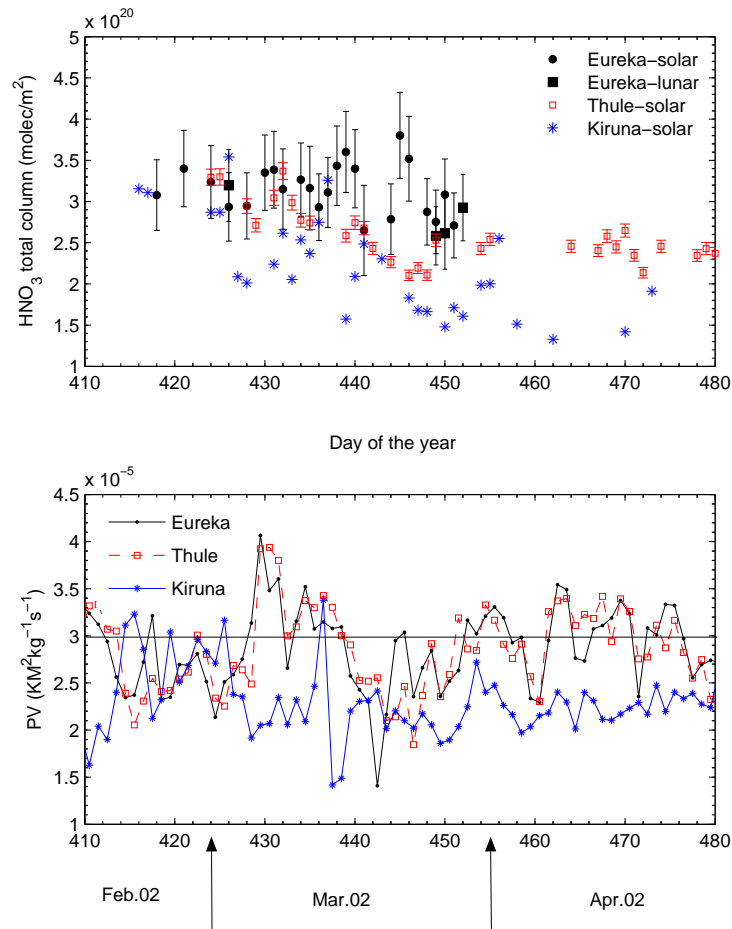 x 10^20
5
4.5
4
3.5
3
2.5
2
1.5
1
HNO3 total column (molec/m^2)
Eureka−solar
Eureka−lunar
Thule−solar
Kiruna−solar
410 420 430 440 450 460 470 480
Day of the year
x 10^−5
4.5
4
3.5
3
2.5
2
1.5
1
PV (KM^2kg^−1s^−1)
Eureka
Thule
Kiruna
410 420 430 440 450 460 470 480
Feb.02 Mar.02 Apr.02